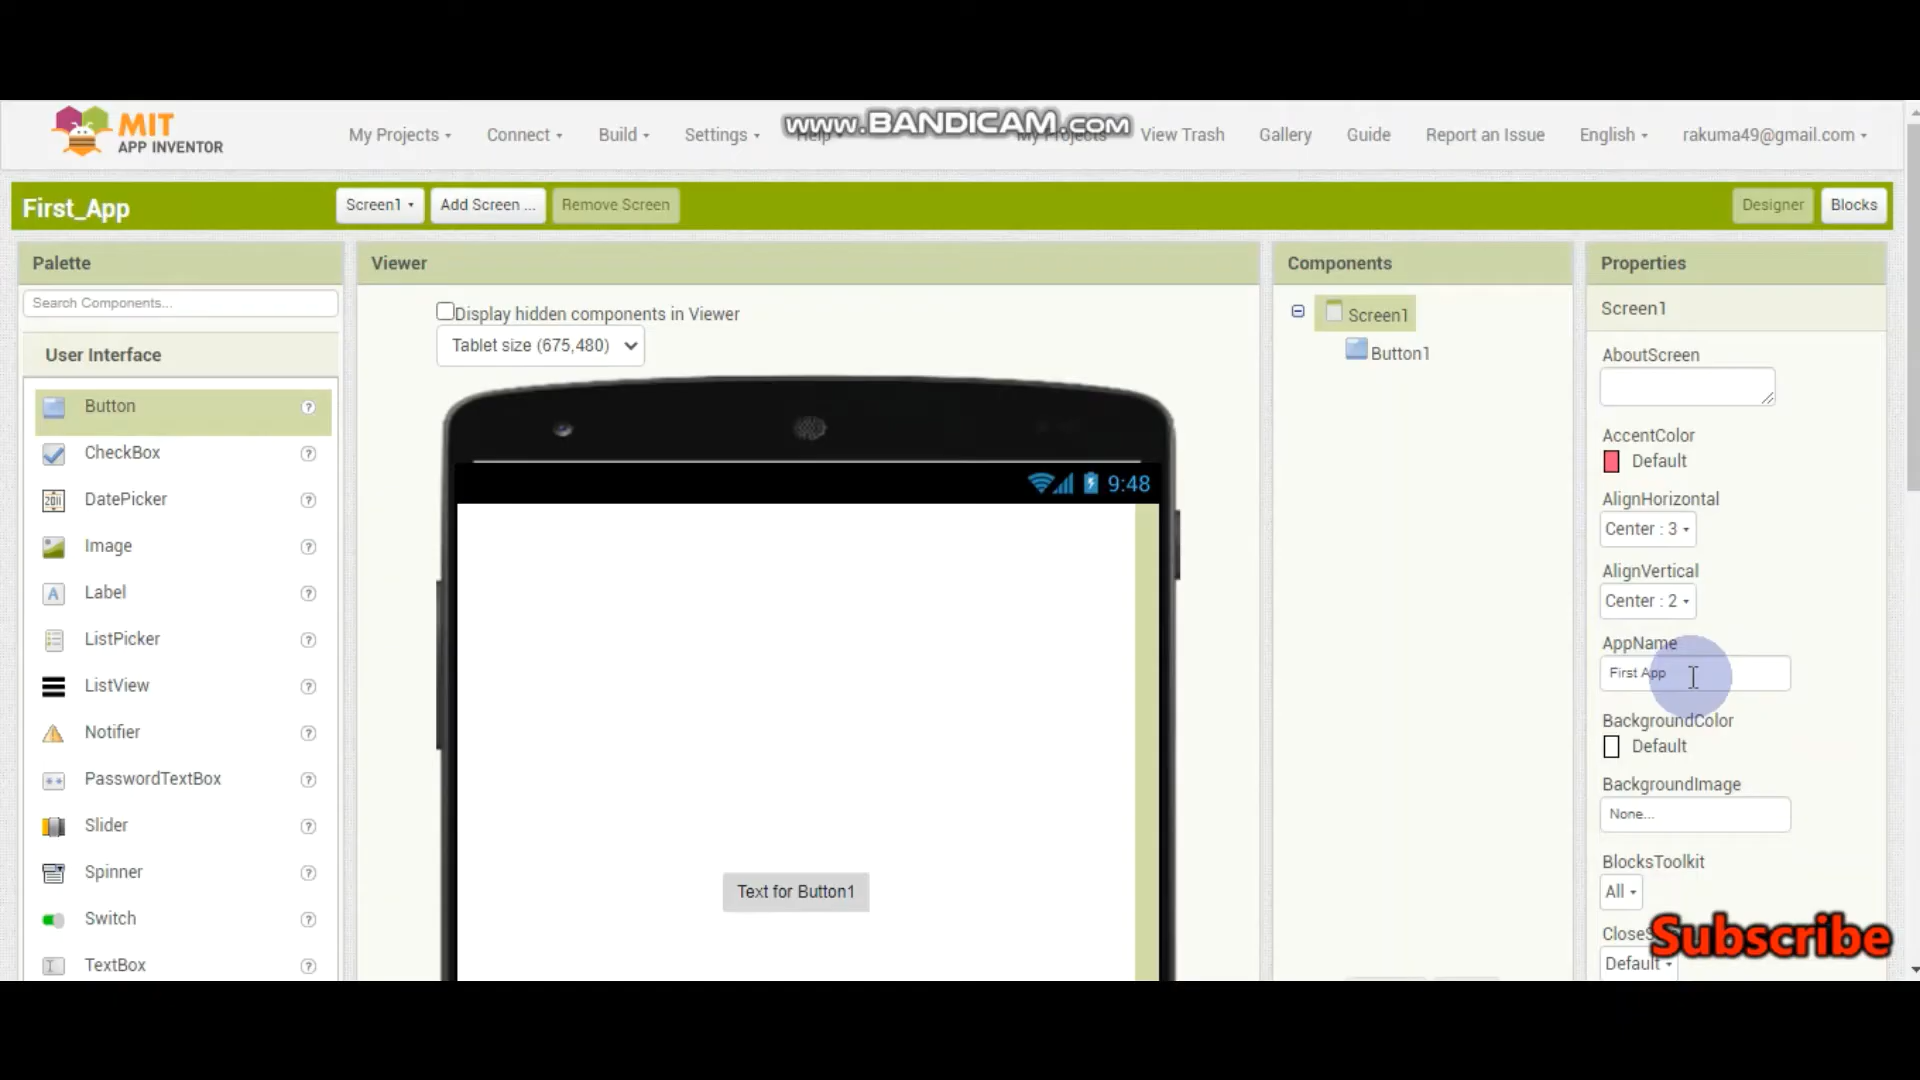 www.BANDICAM.com
MIT
APP INVENTOR
My Projects
Connect
Build
Settings
Help
My Projects
View Trash
Gallery
Guide
Report an Issue
English
rakuma49@gmail.com
First_App
Screen1
Add Screen ...
Remove Screen
Designer
Blocks
Palette
Search Components...
User Interface
Button
CheckBox
DatePicker
Image
Label
ListPicker
ListView
Notifier
PasswordTextBox
Slider
Spinner
Switch
TextBox
Viewer
Display hidden components in Viewer
Tablet size (675,480)
9:48
Text for Button1
Components
Screen1
Button1
Properties
Screen1
AboutScreen
AccentColor
Default
AlignHorizontal
Center : 3
AlignVertical
Center : 2
AppName
First App
BackgroundColor
Default
BackgroundImage
None...
BlocksToolkit
All
Default
Subscribe